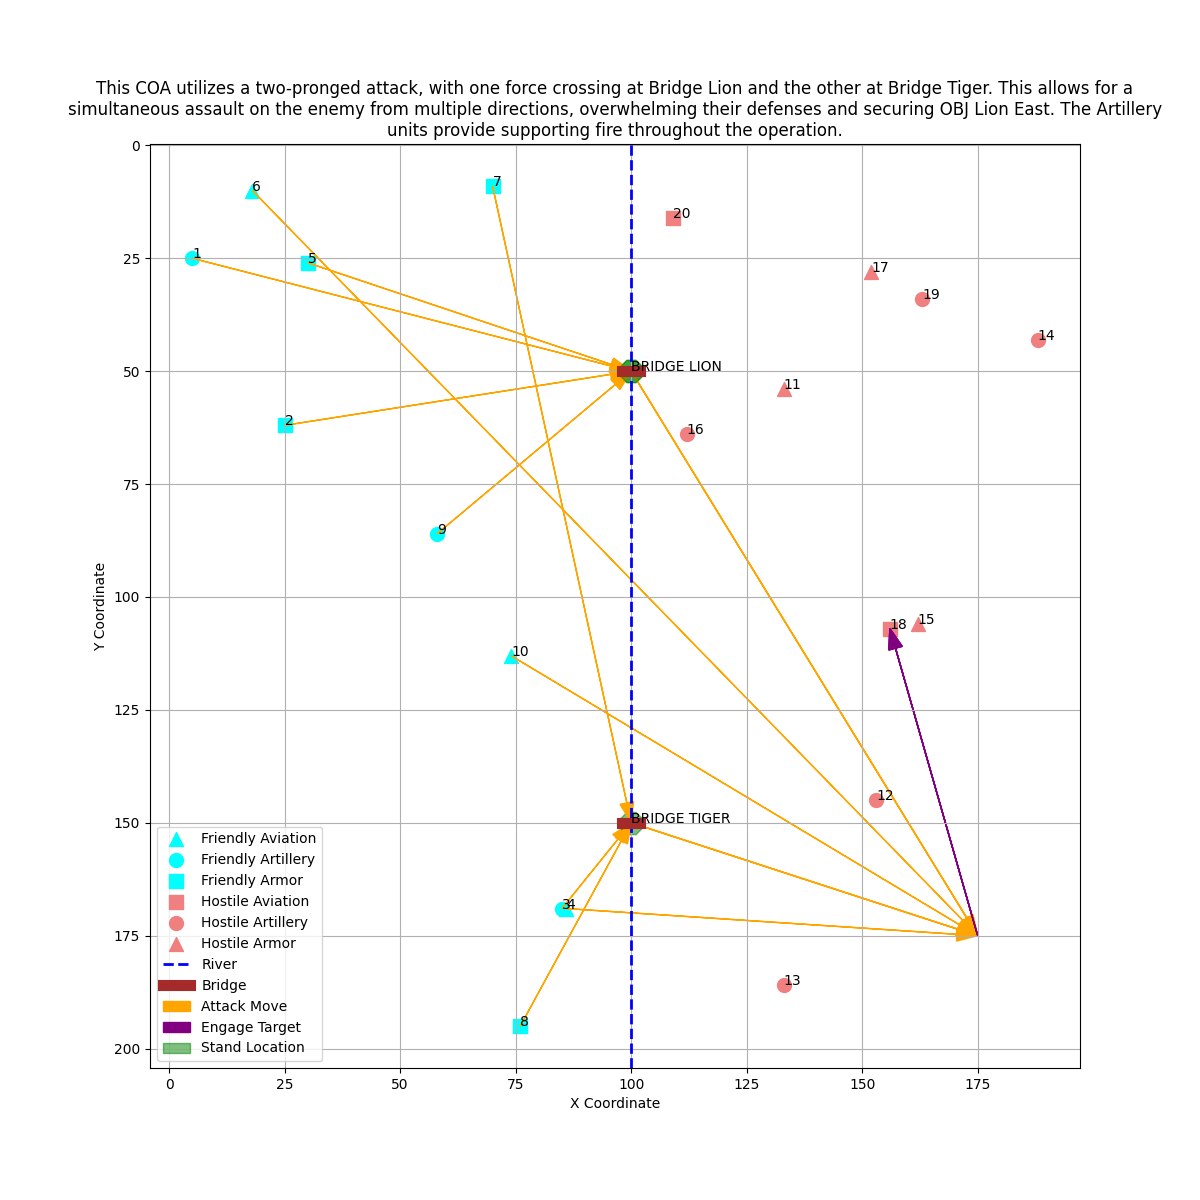 This COA utilizes a two-pronged attack, with one force crossing at Bridge Lion and the other at Bridge Tiger. This allows for a
simultaneous assault on the enemy from multiple directions, overwhelming their defenses and securing OBJ Lion East. The Artillery
units provide supporting fire throughout the operation.
0
6
7
20
1
5
25
17
19
14
BRIDGE LION
50
11
2
16
75
9
100
Y Coordinate
18
15
10
125
12
BRIDGE TIGER
150
Friendly Aviation
Friendly Artillery
Friendly Armor
Hostile Aviation
Hostile Artillery
Hostile Armor
River
Bridge
Attack Move
Engage Target
Stand Location
3
4
175
13
8
200
0 25 50 75 100 125 150 175
X Coordinate